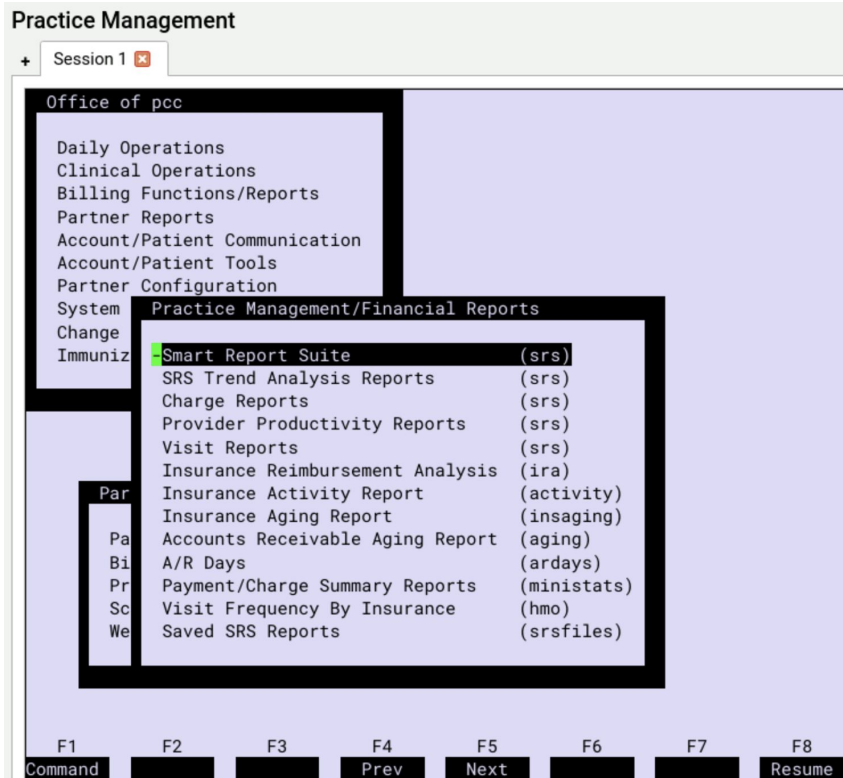 Practice Management
+ Session 1
Office of pcc
Daily Operations
Clinical Operations
Billing Functions/Reports
Partner Reports
Account/Patient Communication
Account/Patient Tools
Partner Configuration
System
Change
Immuniz
Practice Management/Financial Reports
-Smart Report Suite (srs)
SRS Trend Analysis Reports (srs)
Charge Reports (srs)
Provider Productivity Reports (srs)
Visit Reports (srs)
Insurance Reimbursement Analysis (ira)
Insurance Activity Report (activity)
Insurance Aging Report (insaging)
Accounts Receivable Aging Report (aging)
A/R Days (ardays)
Payment/Charge Summary Reports (ministats)
Visit Frequency By Insurance (hmo)
Saved SRS Reports (srsfiles)
Par
Pa
Bi
Pr
Sc
We
F1 F2 F3 F4 F5 F6 F7 F8
Command Prev Next Resume